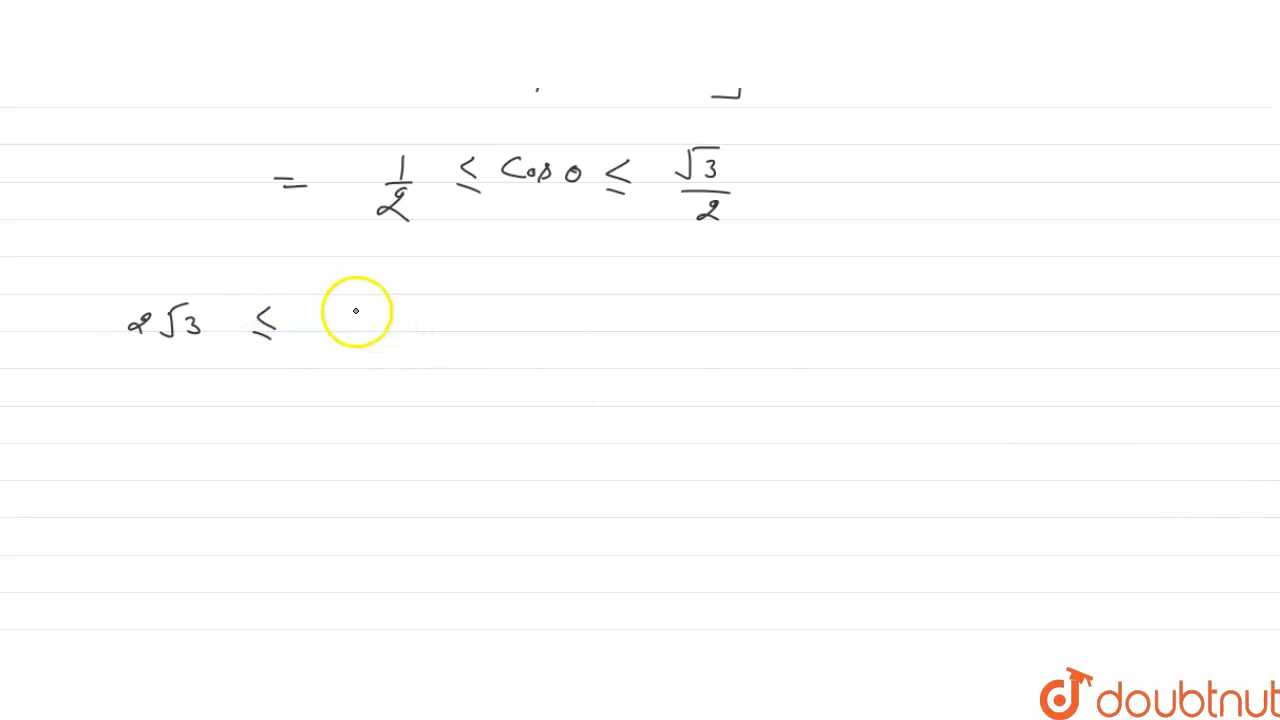 = 1/2 ≤ Cos θ ≤ √3/2
2√3 ≤
doubtnut